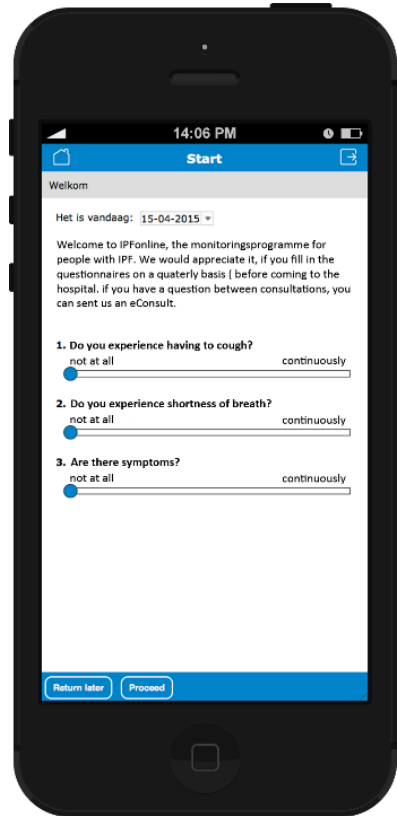 14:06 PM
Start
Welkom
Het is vandaag: 15-04-2015
Welcome to IPFonline, the monitoringsprogramme for
people with IPF. We would appreciate it, if you fill in the
questionnaires on a quaterly basis ( before coming to the
hospital. if you have a question between consultations, you
can sent us an eConsult.
1. Do you experience having to cough?
not at all continuously
2. Do you experience shortness of breath?
not at all continuously
3. Are there symptoms?
not at all continuously
Return later Proceed